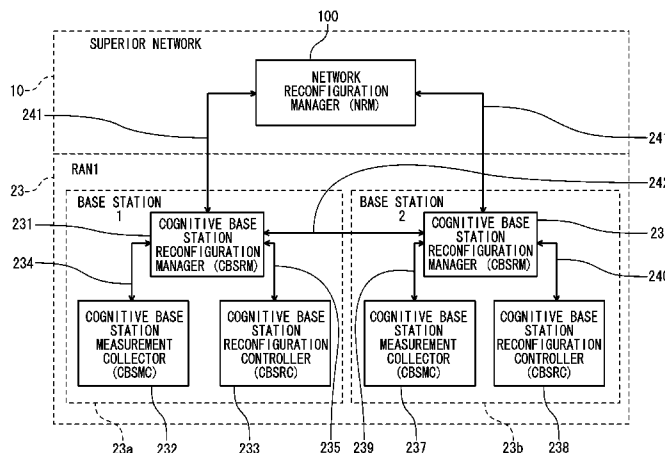 100
SUPERIOR NETWORK
10
NETWORK
RECONFIGURATION
MANAGER (NRM)
241
241
RAN1
23
242
BASE STATION
1
BASE STATION
2
231
COGNITIVE BASE
STATION
RECONFIGURATION
MANAGER (CBSRM)
COGNITIVE BASE
STATION
RECONFIGURATION
MANAGER (CBSRM)
234
240
COGNITIVE BASE
STATION
MEASUREMENT
COLLECTOR
(CBSMC)
COGNITIVE BASE
STATION
RECONFIGURATION
CONTROLLER
(CBSRC)
COGNITIVE BASE
STATION
MEASUREMENT
COLLECTOR
(CBSMC)
COGNITIVE BASE
STATION
RECONFIGURATION
CONTROLLER
(CBSRC)
23a
232
233
235
239
237
23b
238